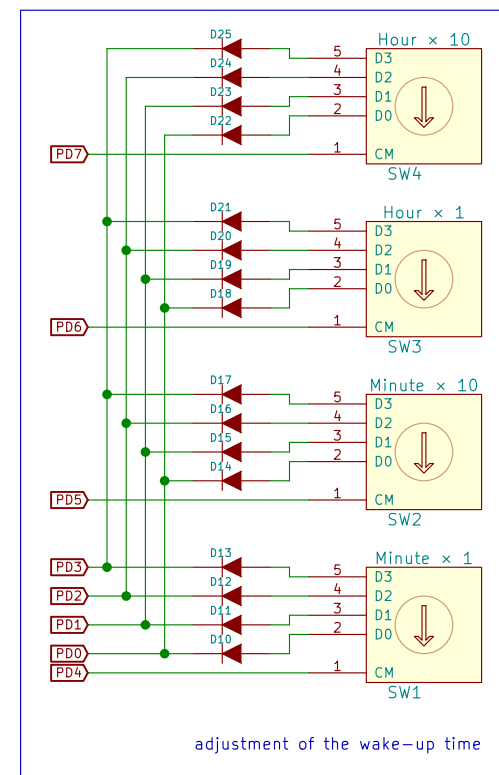 D25
Hour × 10
5 D3
D24
4 D2
D23
3 D1
D22
2 D0
PD7 1 CM
SW4
D21
Hour × 1
5 D3
D20
4 D2
D19
3 D1
D18
2 D0
PD6 1 CM
SW3
D17
Minute × 10
5 D3
D16
4 D2
D15
3 D1
D14
2 D0
PD5 1 CM
SW2
D13
Minute × 1
PD3 5 D3
D12
PD2 4 D2
D11
PD1 3 D1
D10
PD0 2 D0
PD4 1 CM
SW1
adjustment of the wake-up time